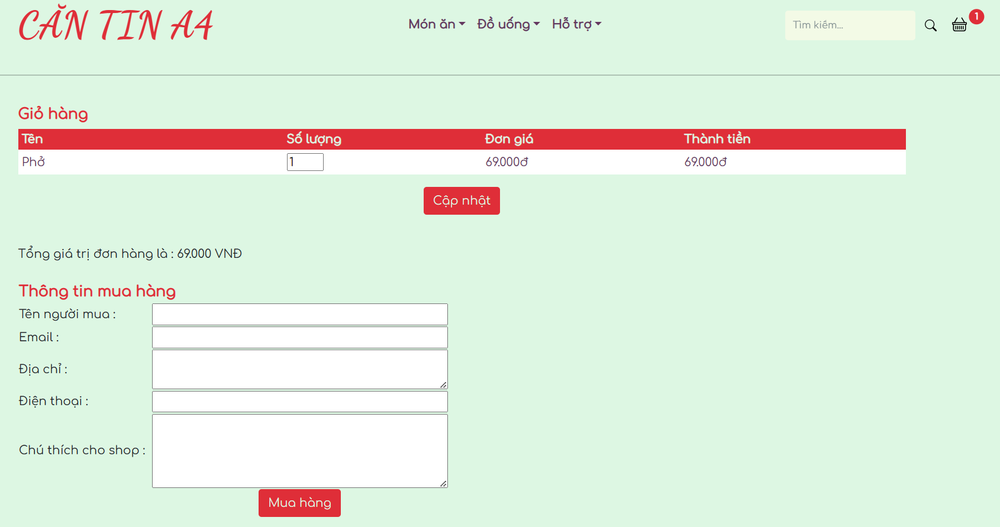 CĂN TIN A4
Món ăn Đồ uống Hỗ trợ
Tìm kiếm...
1
Giỏ hàng
Tên Số lượng Đơn giá Thành tiền
Phở 1 69.000đ 69.000đ
Cập nhật
Tổng giá trị đơn hàng là : 69.000 VNĐ
Thông tin mua hàng
Tên người mua :
Email :
Địa chỉ :
Điện thoại :
Chú thích cho shop :
Mua hàng